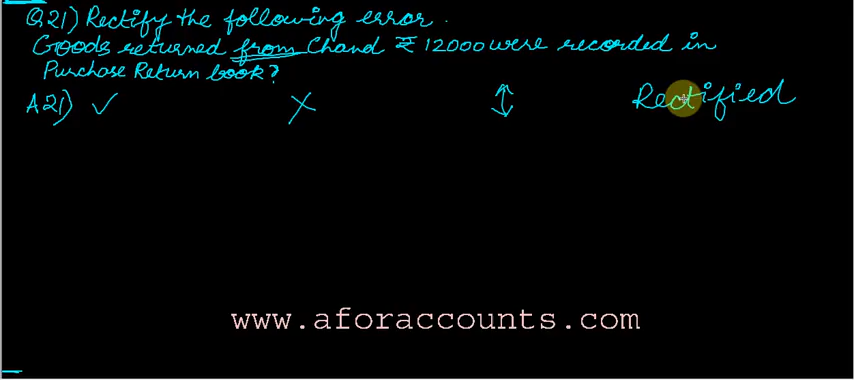 Q.21) Rectify the following error.
Goods returned from Chand ₹ 12000 were recorded in
Purchase Return book?
A21) ✓ X ↕ Rectified
www.aforaccounts.com